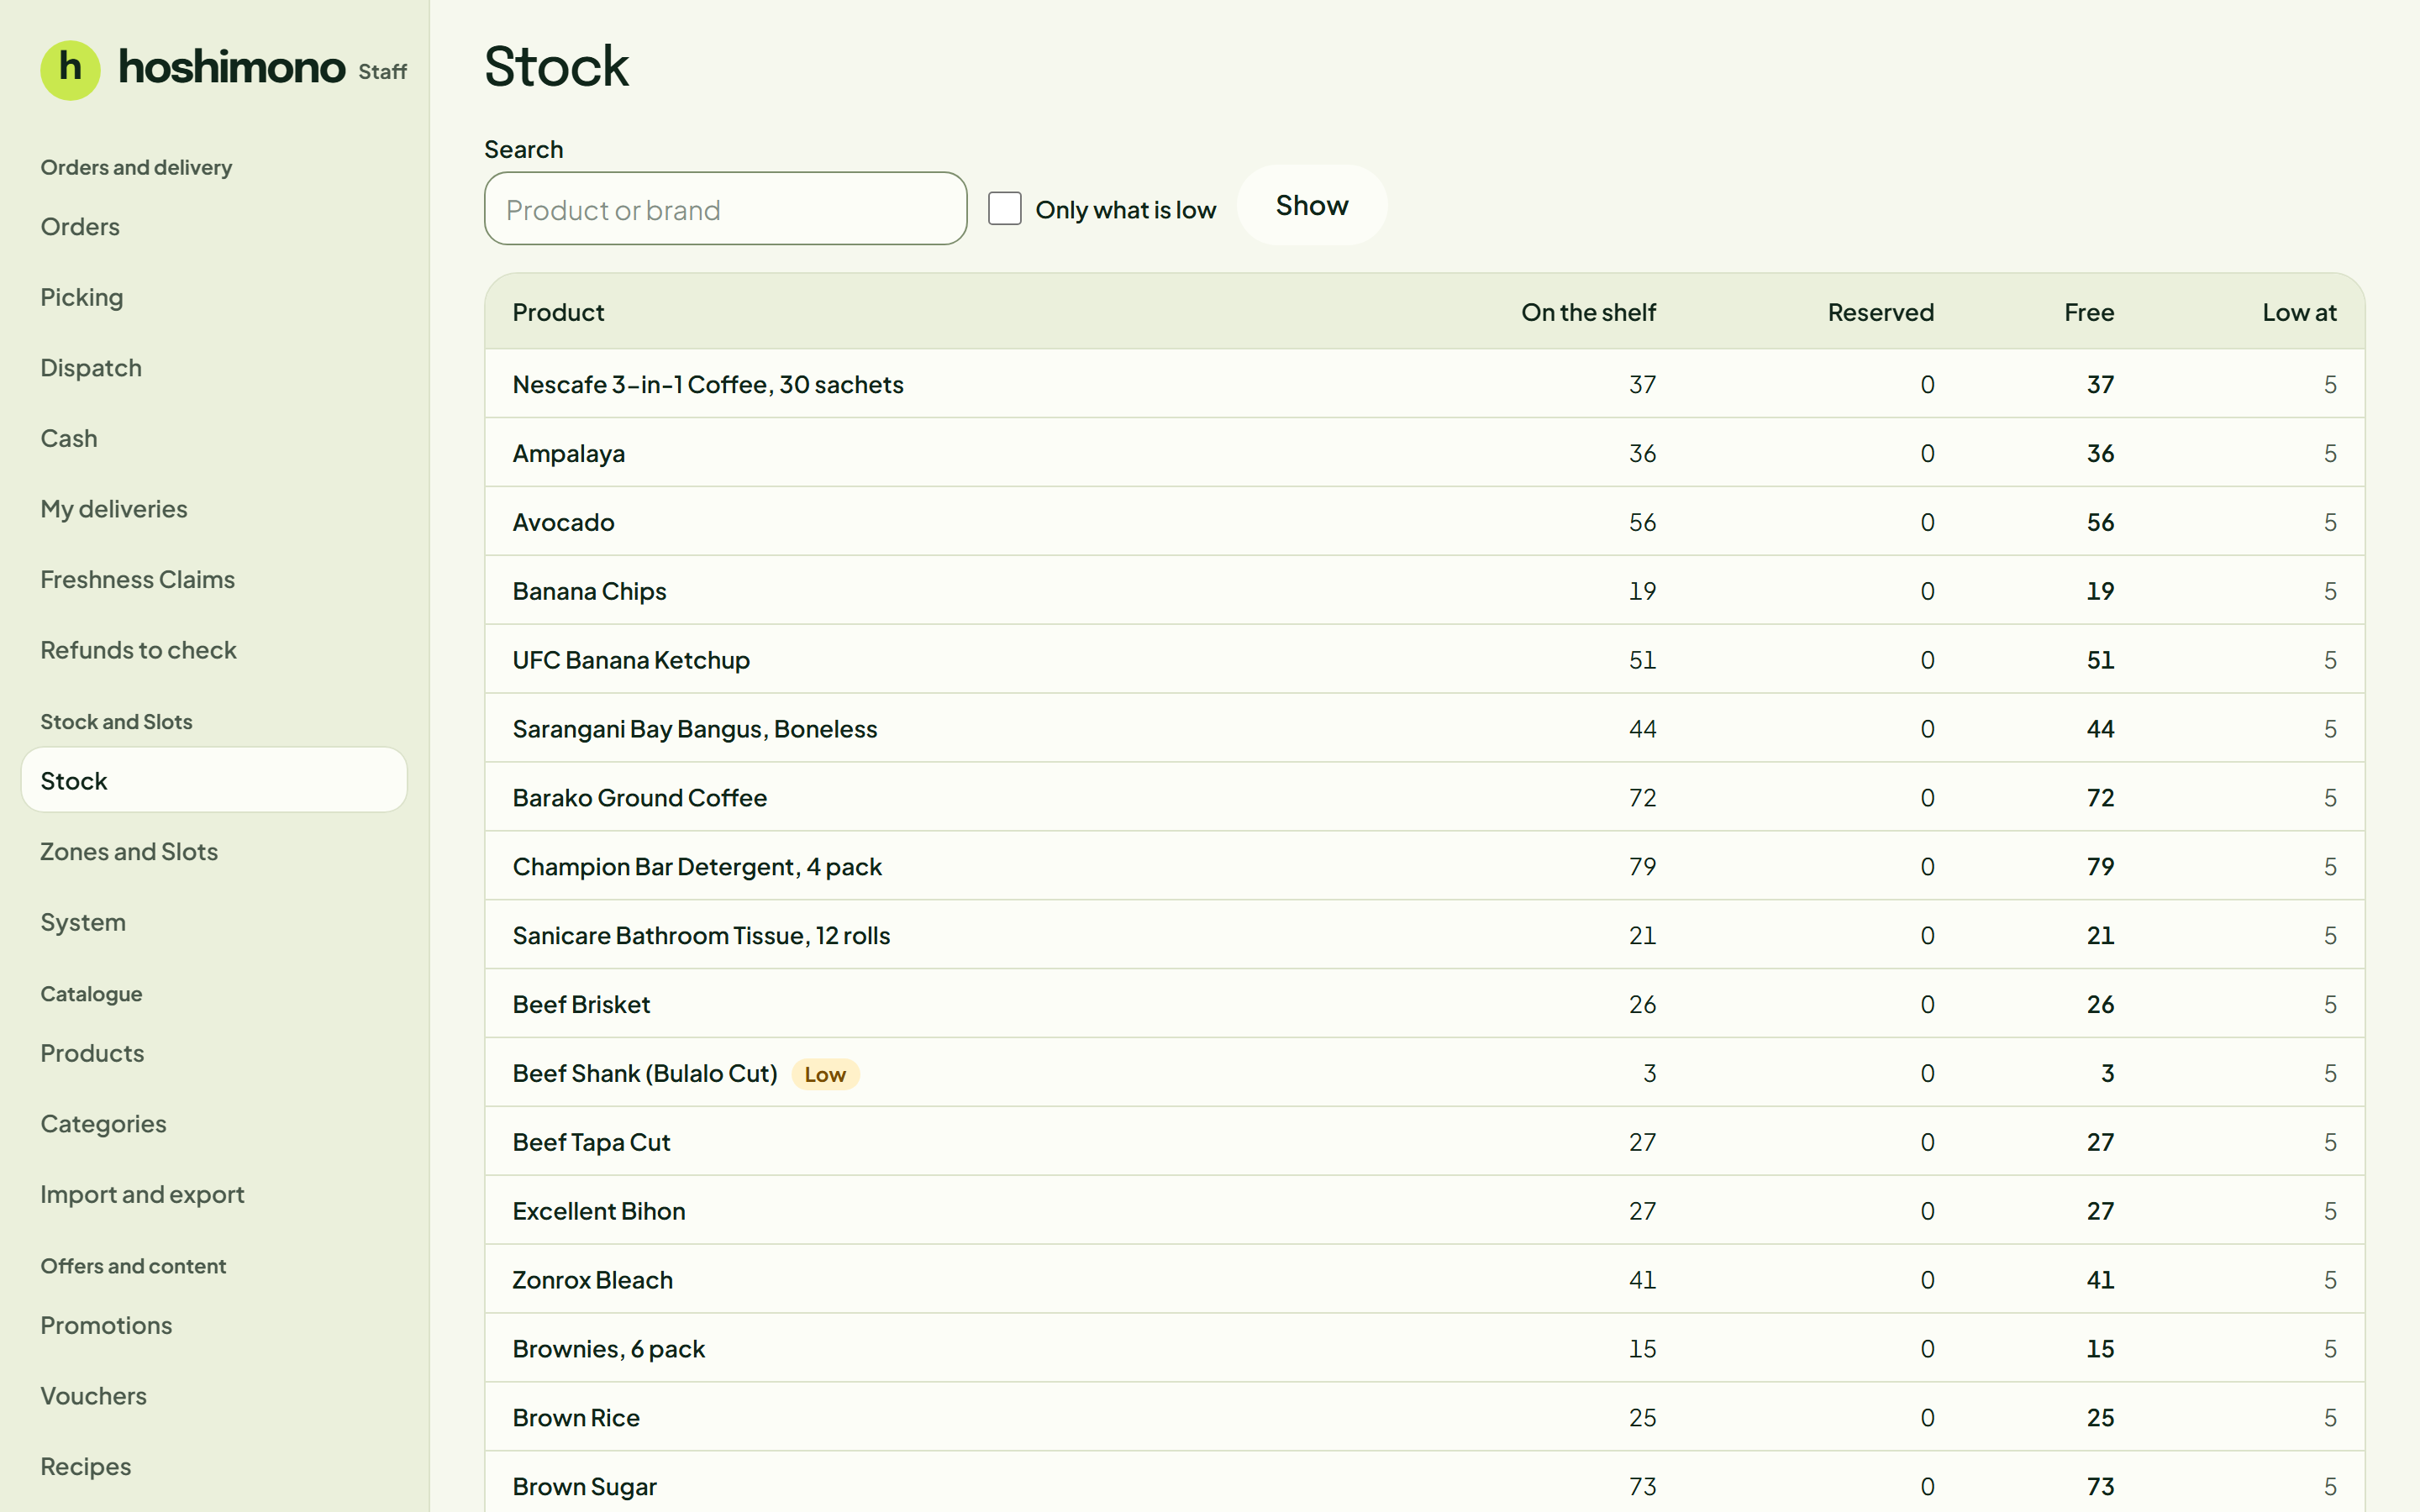 h hoshimono Staff
Orders and delivery
Orders
Picking
Dispatch
Cash
My deliveries
Freshness Claims
Refunds to check
Stock and Slots
Stock
Zones and Slots
System
Catalogue
Products
Categories
Import and export
Offers and content
Promotions
Vouchers
Recipes
Stock
Search
Product or brand
Only what is low
Show
Product On the shelf Reserved Free Low at
Nescafe 3-in-1 Coffee, 30 sachets 37 0 37 5
Ampalaya 36 0 36 5
Avocado 56 0 56 5
Banana Chips 19 0 19 5
UFC Banana Ketchup 51 0 51 5
Sarangani Bay Bangus, Boneless 44 0 44 5
Barako Ground Coffee 72 0 72 5
Champion Bar Detergent, 4 pack 79 0 79 5
Sanicare Bathroom Tissue, 12 rolls 21 0 21 5
Beef Brisket 26 0 26 5
Beef Shank (Bulalo Cut) Low 3 0 3 5
Beef Tapa Cut 27 0 27 5
Excellent Bihon 27 0 27 5
Zonrox Bleach 41 0 41 5
Brownies, 6 pack 15 0 15 5
Brown Rice 25 0 25 5
Brown Sugar 73 0 73 5